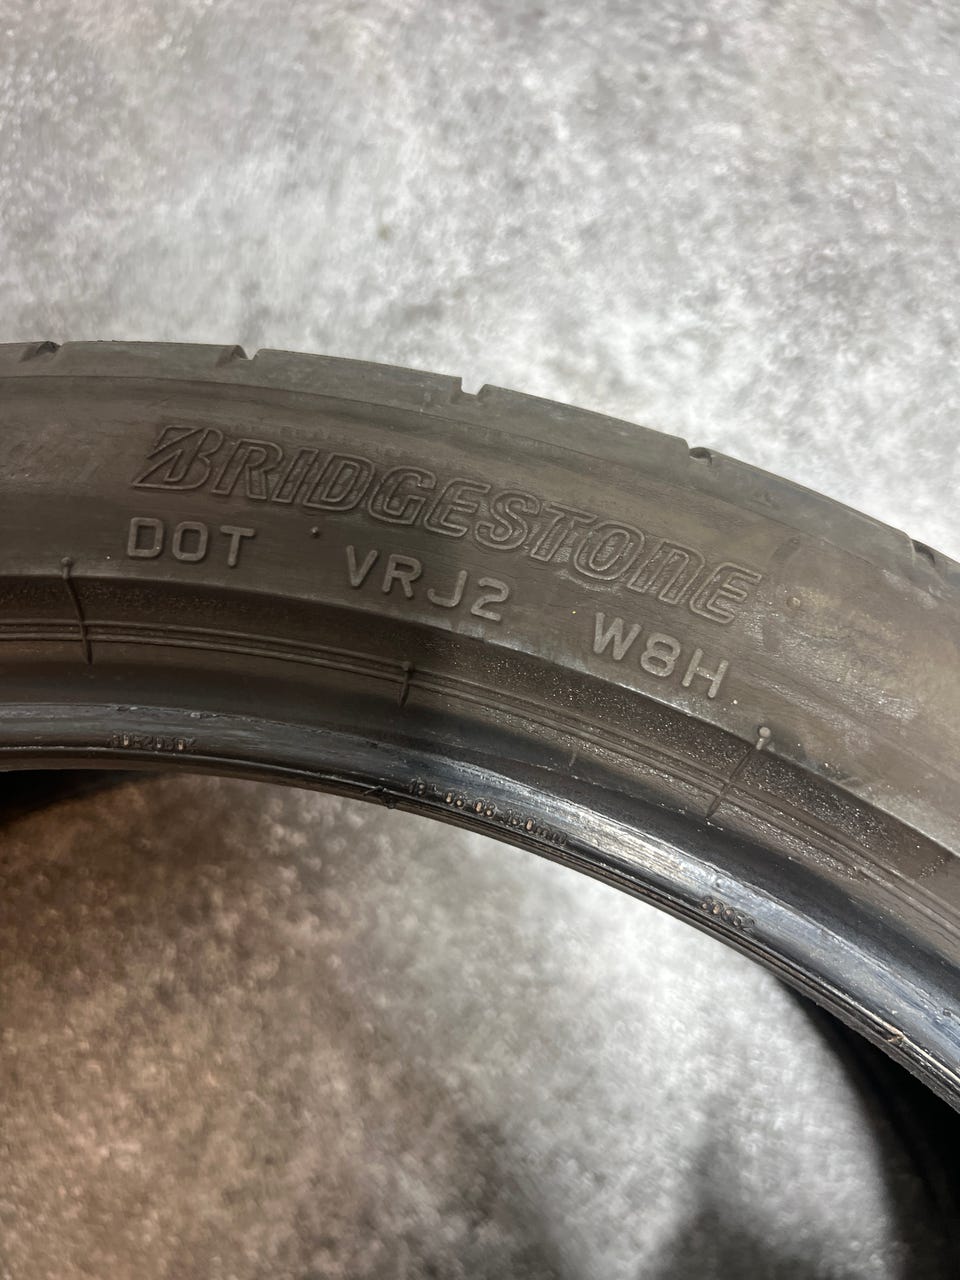 BRIDGESTONE
DOT VRJ2 W8H